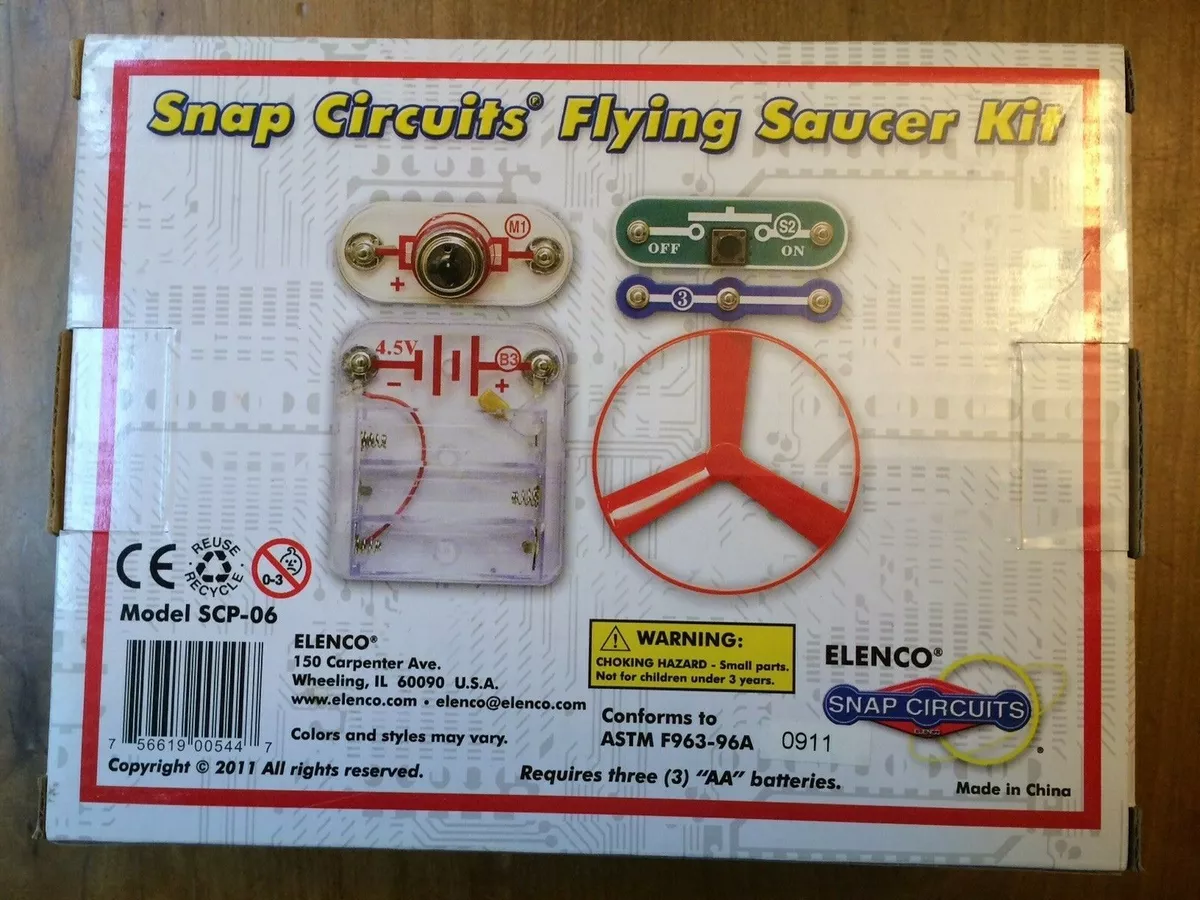 Snap Circuits® Flying Saucer Kit
M1
+
OFF
S2
ON
3
4.5V
B3
-
+
CE
REUSE
RECYCLE
0-3
Model SCP-06
7 56619 00544 7
ELENCO®
150 Carpenter Ave.
Wheeling, IL 60090 U.S.A.
www.elenco.com • elenco@elenco.com
Colors and styles may vary.
Copyright © 2011 All rights reserved.
WARNING:
CHOKING HAZARD - Small parts.
Not for children under 3 years.
Conforms to
ASTM F963-96A 0911
Requires three (3) "AA" batteries.
ELENCO®
SNAP CIRCUITS
ELENCO
®
Made in China